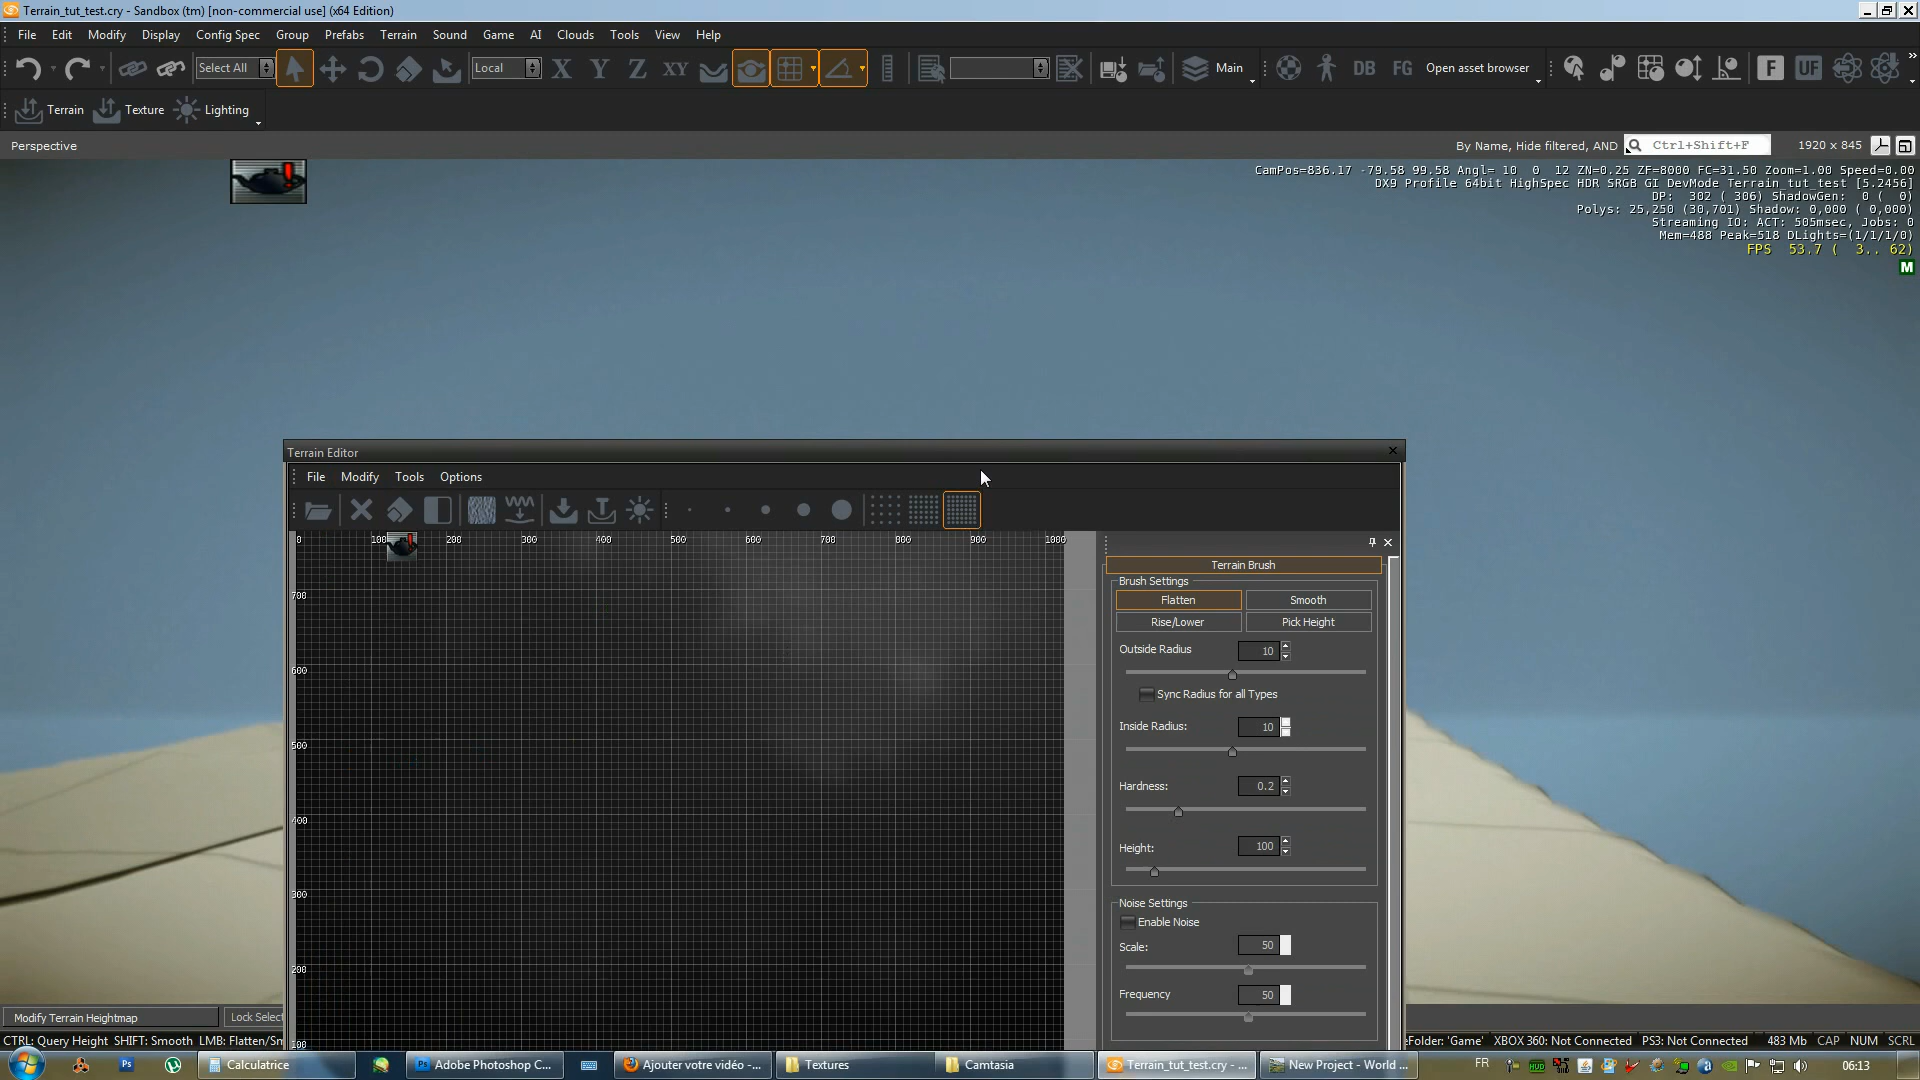 Terrain_tut_test.cry - Sandbox (tm) [non-commercial use] (x64 Edition)
File Edit Modify Display Config Spec Group Prefabs Terrain Sound Game AI Clouds Tools View Help
Select All Local X Y Z XY Main DB FG Open asset browser F UF
Terrain Texture Lighting
Perspective By Name, Hide filtered, AND Ctrl+Shift+F 1920 x 845
CamPos=836.17 -79.58 99.58 Angl= 10 0 12 ZN=0.25 ZF=8000 FC=31.50 Zoom=1.00 Speed=0.00
DX9 Profile 64bit HighSpec HDR SRGB GI DevMode Terrain_tut_test [5.2456]
DP: 302 ( 306) ShadowGen: 0 ( 0)
Polys: 25,250 (30,701) Shadow: 0,000 ( 0,000)
Streaming IO: ACT: 505msec, Jobs: 0
Mem=488 Peak=518 DLights=(1/1/1/0)
FPS 53.7 ( 3.. 62)
M
Terrain Editor
File Modify Tools Options
0 100 200 300 400 500 600 700 800 900 1000
700
600
500
400
300
200
100
Terrain Brush
Brush Settings
Flatten Smooth
Rise/Lower Pick Height
Outside Radius 10
Sync Radius for all Types
Inside Radius: 10
Hardness: 0.2
Height: 100
Noise Settings
Enable Noise
Scale: 50
Frequency 50
Modify Terrain Heightmap Lock Select
CTRL: Query Height SHIFT: Smooth LMB: Flatten/Sm
eFolder: 'Game' XBOX 360: Not Connected PS3: Not Connected 483 Mb CAP NUM SCRL
Calculatrice Ps Adobe Photoshop C... Ajouter votre vidéo -... Textures Camtasia Terrain_tut_test.cry - ... New Project - World ... FR 06:13